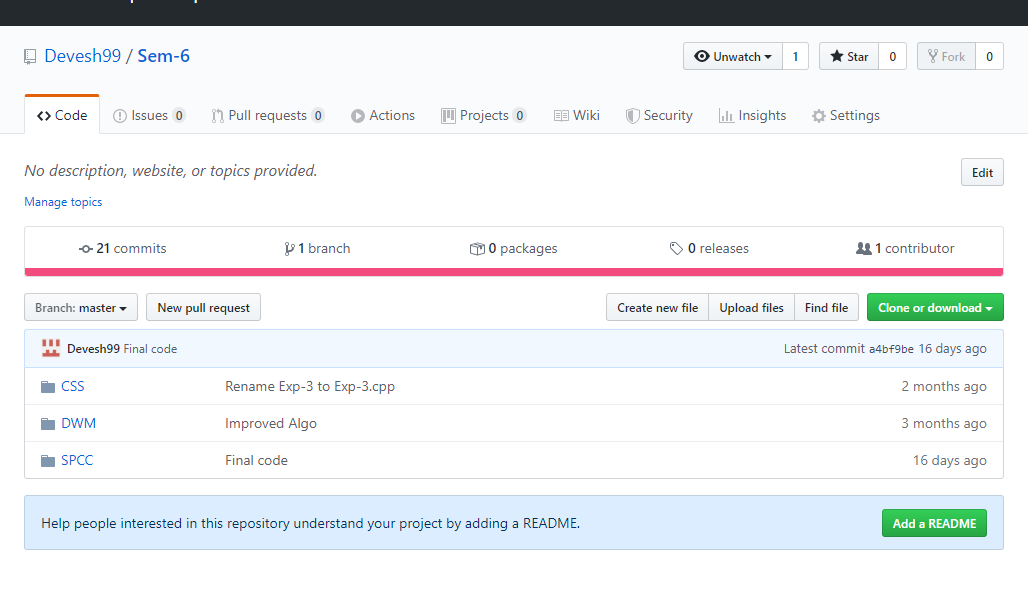 Devesh99 / Sem-6
Unwatch 1 Star 0 Fork 0
Code Issues 0 Pull requests 0 Actions Projects 0 Wiki Security Insights Settings
No description, website, or topics provided. Edit
Manage topics
21 commits 1 branch 0 packages 0 releases 1 contributor
Branch: master New pull request Create new file Upload files Find file Clone or download
Devesh99 Final code Latest commit a4bf9be 16 days ago
CSS Rename Exp-3 to Exp-3.cpp 2 months ago
DWM Improved Algo 3 months ago
SPCC Final code 16 days ago
Help people interested in this repository understand your project by adding a README. Add a README